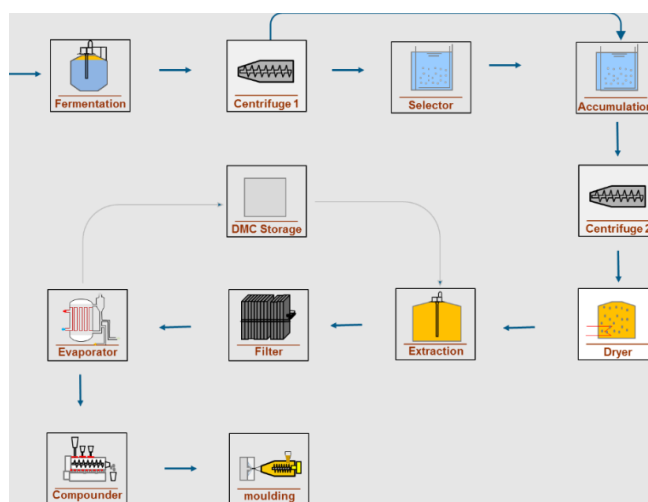 Fermentation
Centrifuge 1
Selector
Accumulation
DMC Storage
Centrifuge 2
Evaporator
Filter
Extraction
Dryer
Compounder
moulding